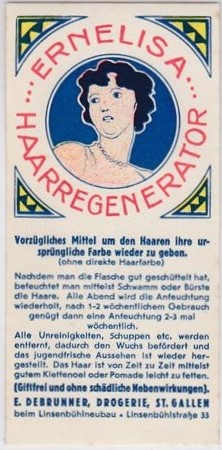 ...ERNELISA...
HAARREGENERATOR
Vorzügliches Mittel um den Haaren ihre ur-
sprüngliche Farbe wieder zu geben.
(ohne direkte Haarfarbe)
Nachdem man die Flasche gut geschüttelt hat,
befeuchtet man mittelst Schwamm oder Bürste
die Haare. Alle Abend wird die Anfeuchtung
wiederholt, nach 1-2 wöchentlichem Gebrauch
genügt dann eine Anfeuchtung 2-3 mal
wöchentlich.
Alle Unreinigkeiten, Schuppen etc. werden
entfernt, dadurch den Wuchs befördert und
das jugendfrische Aussehen ist wieder her-
gestellt. Das Haar ist von Zeit zu Zeit mittelst
gutem Klettenoel oder Pomade leicht zu fetten.
(Giftfrei und ohne schädliche Nebenwirkungen).
E. DEBRUNNER, DROGERIE, ST. GALLEN
beim Linsenbühlneubau • Linsenbühlstraße 33